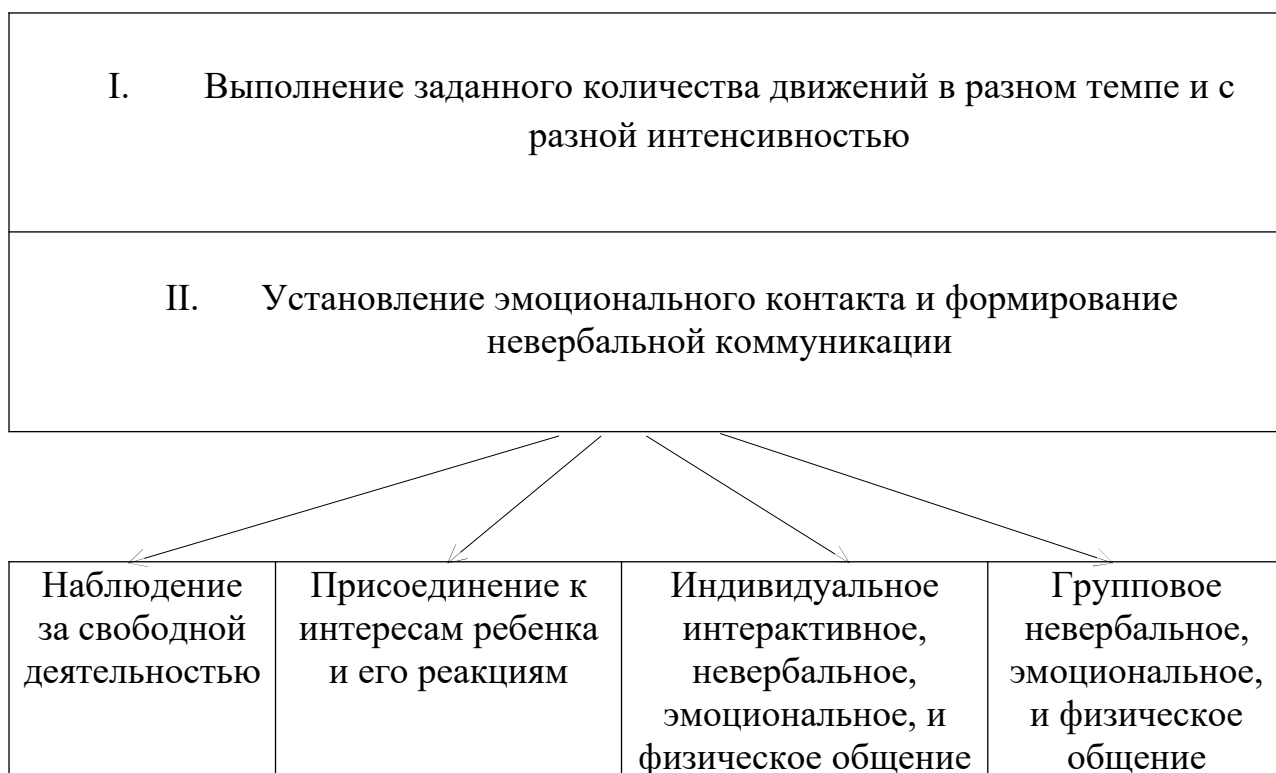 I. Выполнение заданного количества движений в разном темпе и с
разной интенсивностью
II. Установление эмоционального контакта и формирование
невербальной коммуникации
Наблюдение
за свободной
деятельностью
Присоединение к
интересам ребенка
и его реакциям
Индивидуальное
интерактивное,
невербальное,
эмоциональное, и
физическое общение
Групповое
невербальное,
эмоциональное,
и физическое
общение